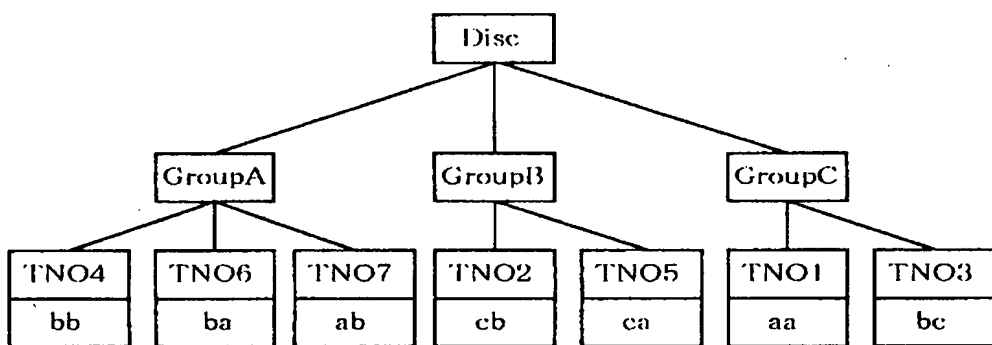 Disc
GroupA GroupB GroupC
TNO4 TNO6 TNO7 TNO2 TNO5 TNO1 TNO3
bb ba ab cb ca aa bc